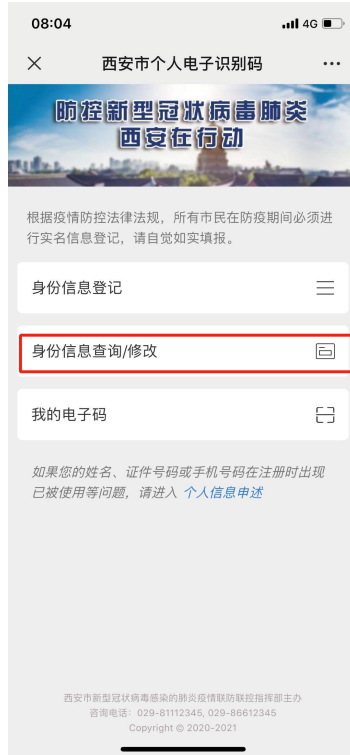 08:04
4G
西安市个人电子识别码
防控新型冠状病毒肺炎
西安在行动
根据疫情防控法律法规，所有市民在防疫期间必须进
行实名信息登记，请自觉如实填报。
身份信息登记
身份信息查询/修改
我的电子码
如果您的姓名、证件号码或手机号码在注册时出现
已被使用等问题，请进入 个人信息申述
西安市新型冠状病毒感染的肺炎疫情联防联控指挥部主办
咨询电话：029-81112345, 029-86612345
Copyright © 2020-2021